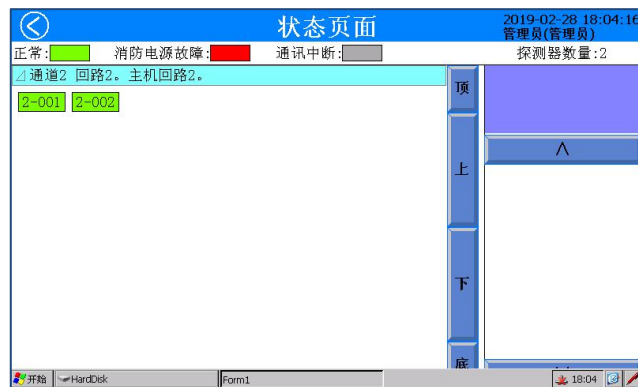 状态页面
2019-02-28 18:04:16
管理员(管理员)
正常:
消防电源故障:
通讯中断:
探测器数量:2
通道2 回路2。主机回路2。
2-001 2-002
顶
上
下
底
开始
HardDisk
Form1
18:04